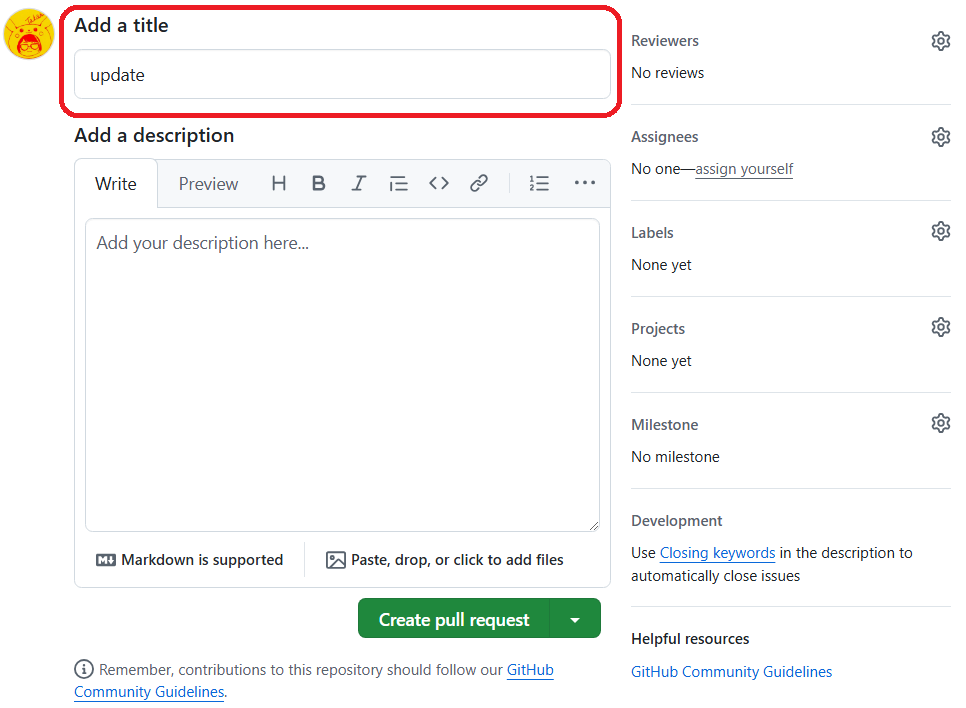 Add a title
update
Add a description
Write Preview
Add your description here...
Markdown is supported
Paste, drop, or click to add files
Create pull request
Remember, contributions to this repository should follow our GitHub
Community Guidelines.
Reviewers
No reviews
Assignees
No one—assign yourself
Labels
None yet
Projects
None yet
Milestone
No milestone
Development
Use Closing keywords in the description to
automatically close issues
Helpful resources
GitHub Community Guidelines